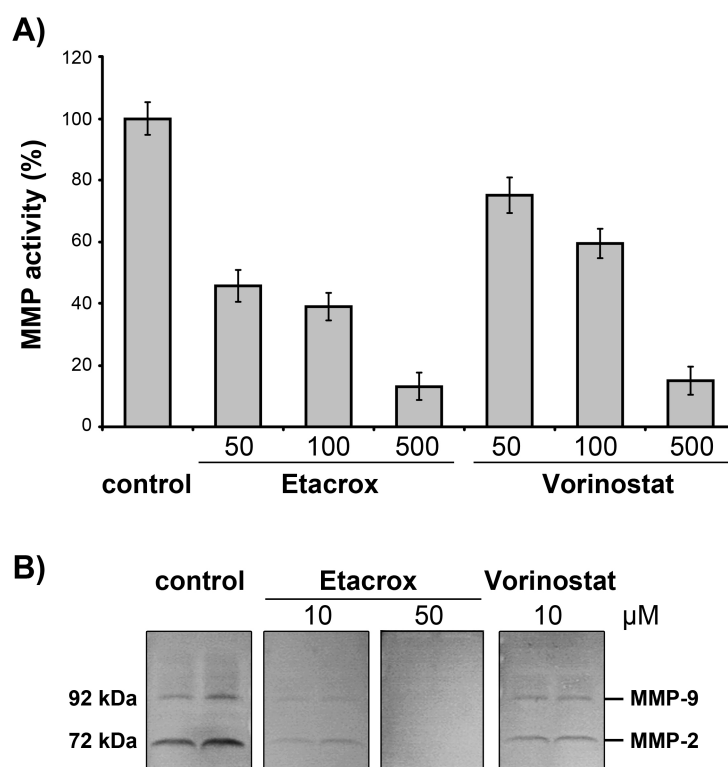 A)
MMP activity (%)
120
100
80
60
40
20
0
50 100 500 50 100 500
control Etacrox Vorinostat
B)
control Etacrox Vorinostat
10 50 10 µM
92 kDa MMP-9
72 kDa MMP-2